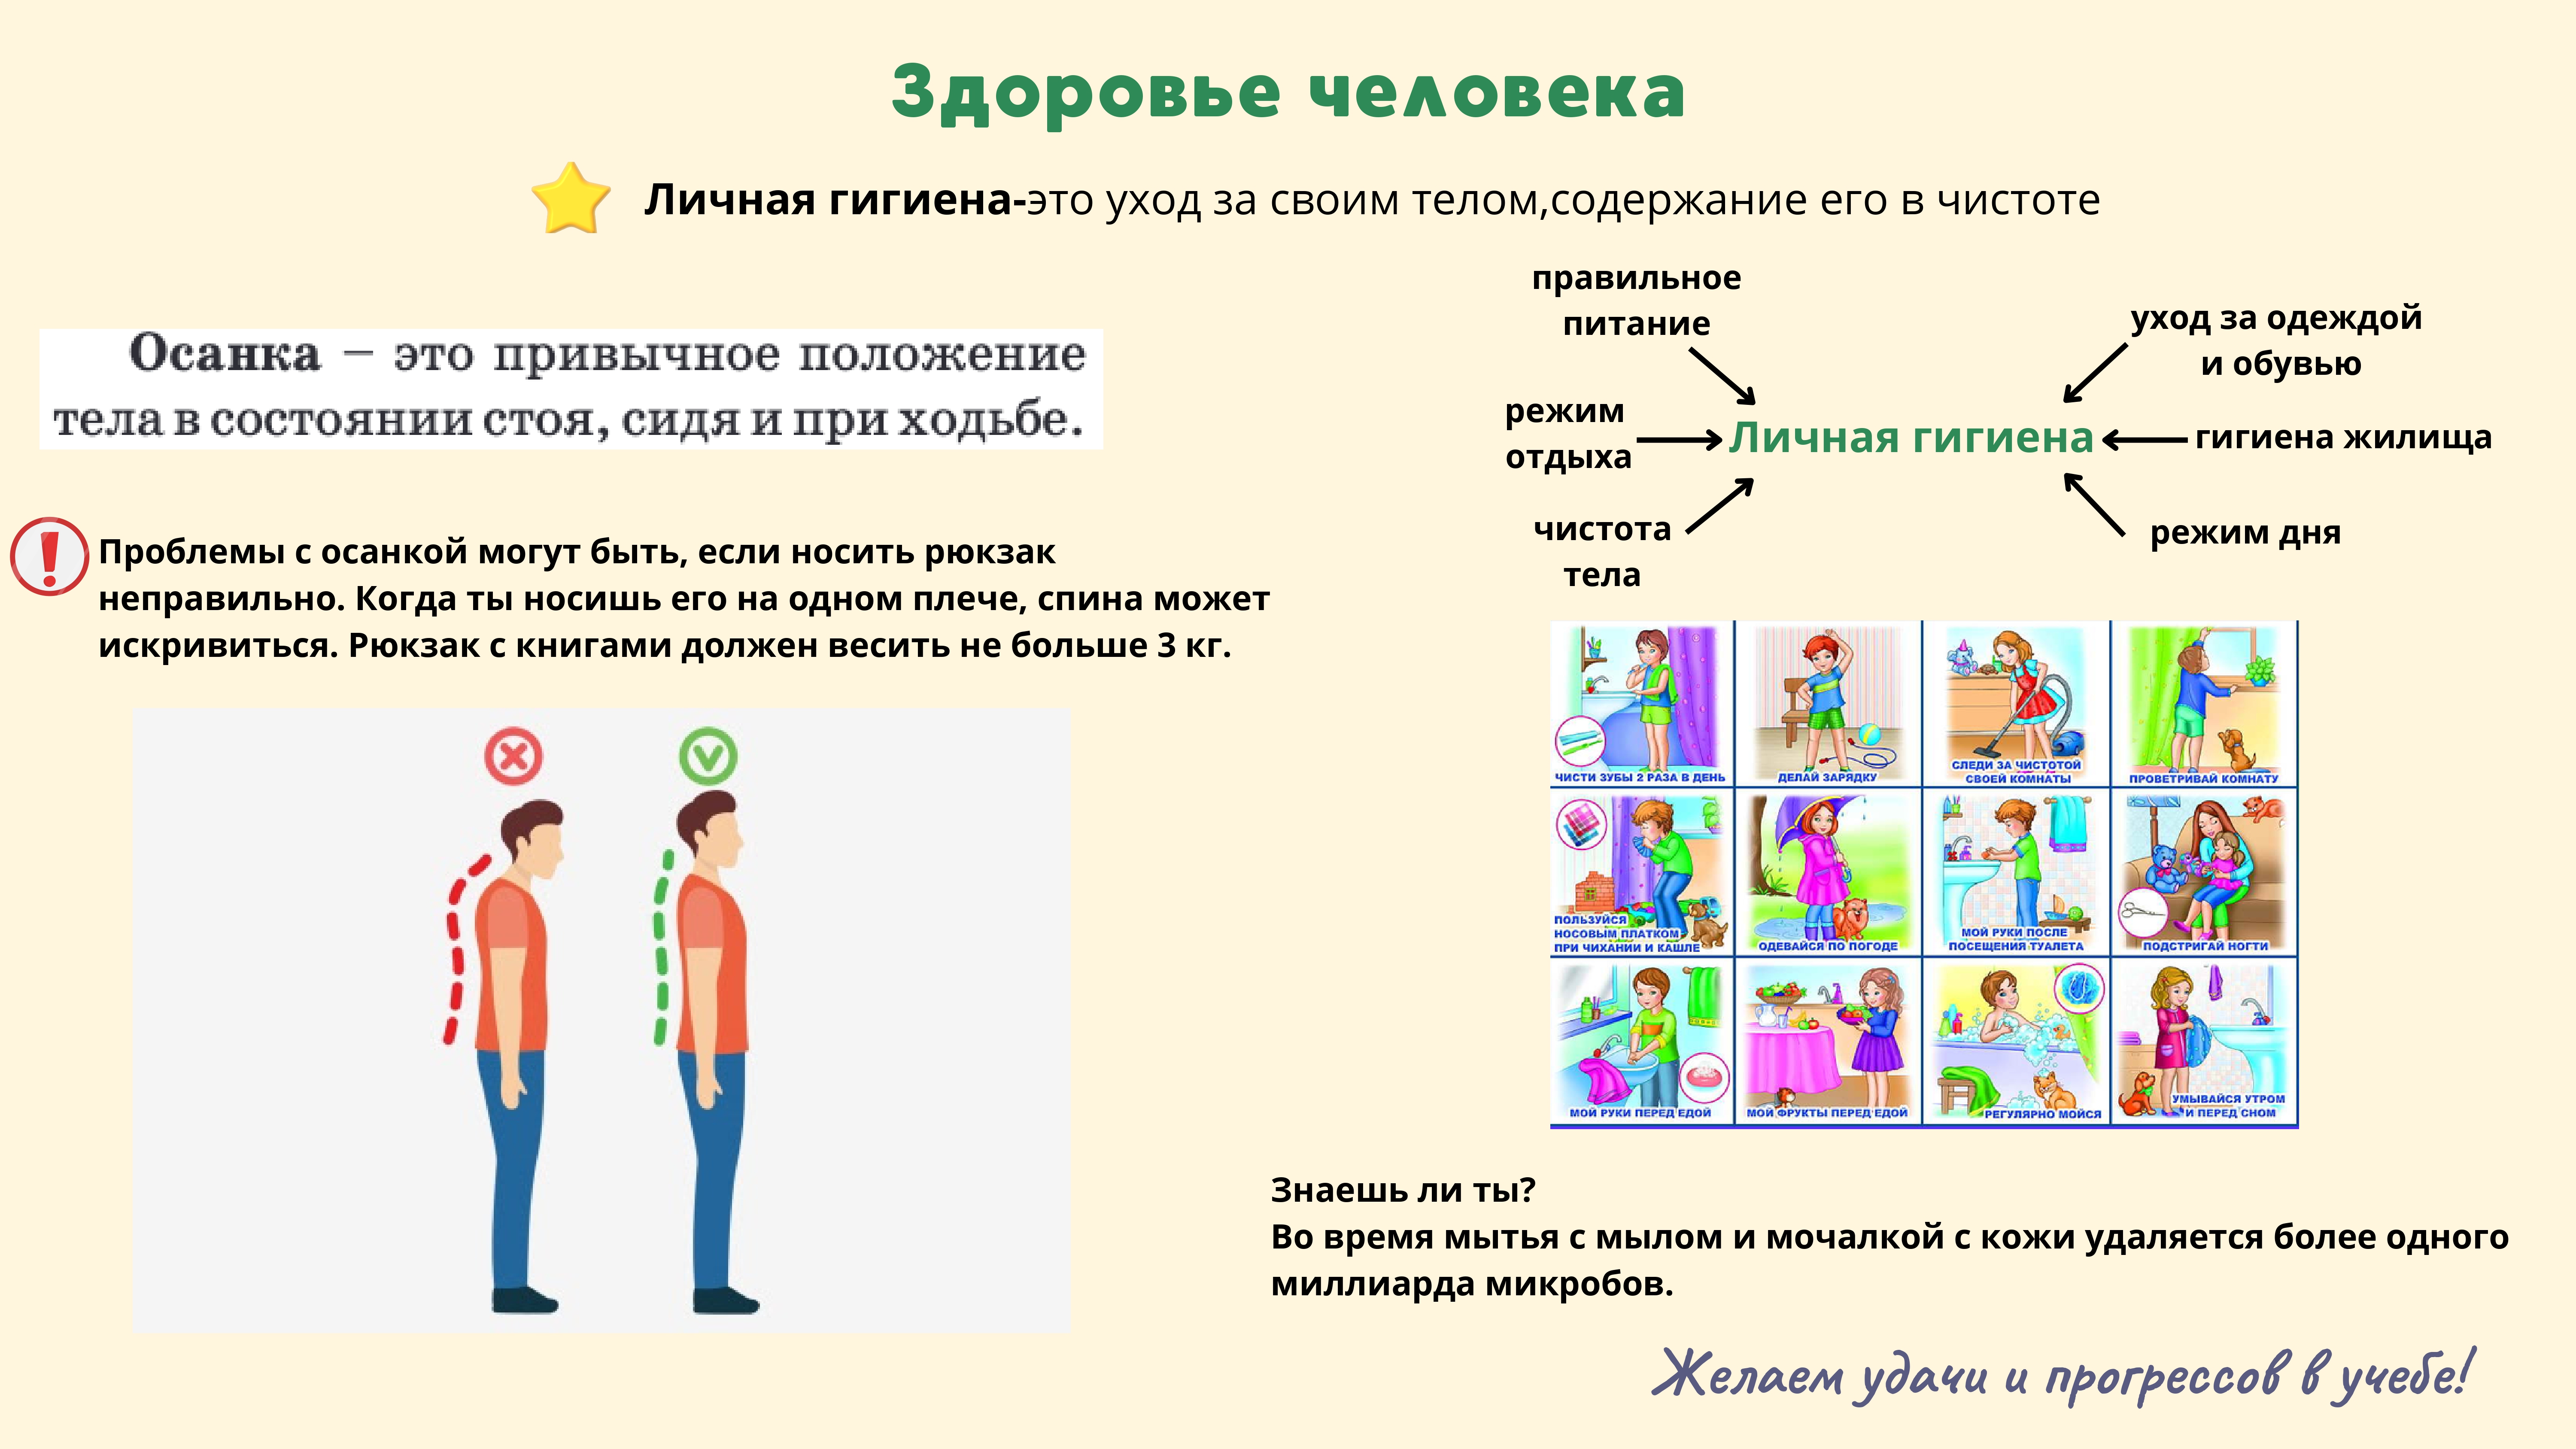 Здоровье человека
Личная гигиена-это уход за своим телом,содержание его в чистоте
Осанка – это привычное положение
тела в состоянии стоя, сидя и при ходьбе.
Проблемы с осанкой могут быть, если носить рюкзак
неправильно. Когда ты носишь его на одном плече, спина может
искривиться. Рюкзак с книгами должен весить не больше 3 кг.
правильное
питание
режим
отдыха
чистота
тела
Личная гигиена
уход за одеждой
и обувью
гигиена жилища
режим дня
ЧИСТИ ЗУБЫ 2 РАЗА В ДЕНЬ
ДЕЛАЙ ЗАРЯДКУ
СЛЕДИ ЗА ЧИСТОТОЙ
СВОЕЙ КОМНАТЫ
ПРОВЕТРИВАЙ КОМНАТУ
ПОЛЬЗУЙСЯ
НОСОВЫМ ПЛАТКОМ
ПРИ ЧИХАНИИ И КАШЛЕ
ОДЕВАЙСЯ ПО ПОГОДЕ
МОЙ РУКИ ПОСЛЕ
ПОСЕЩЕНИЯ ТУАЛЕТА
ПОДСТРИГАЙ НОГТИ
МОЙ РУКИ ПЕРЕД ЕДОЙ
МОЙ ФРУКТЫ ПЕРЕД ЕДОЙ
РЕГУЛЯРНО МОЙСЯ
УМЫВАЙСЯ УТРОМ
И ПЕРЕД СНОМ
Знаешь ли ты?
Во время мытья с мылом и мочалкой с кожи удаляется более одного
миллиарда микробов.
Желаем удачи и прогрессов в учебе!